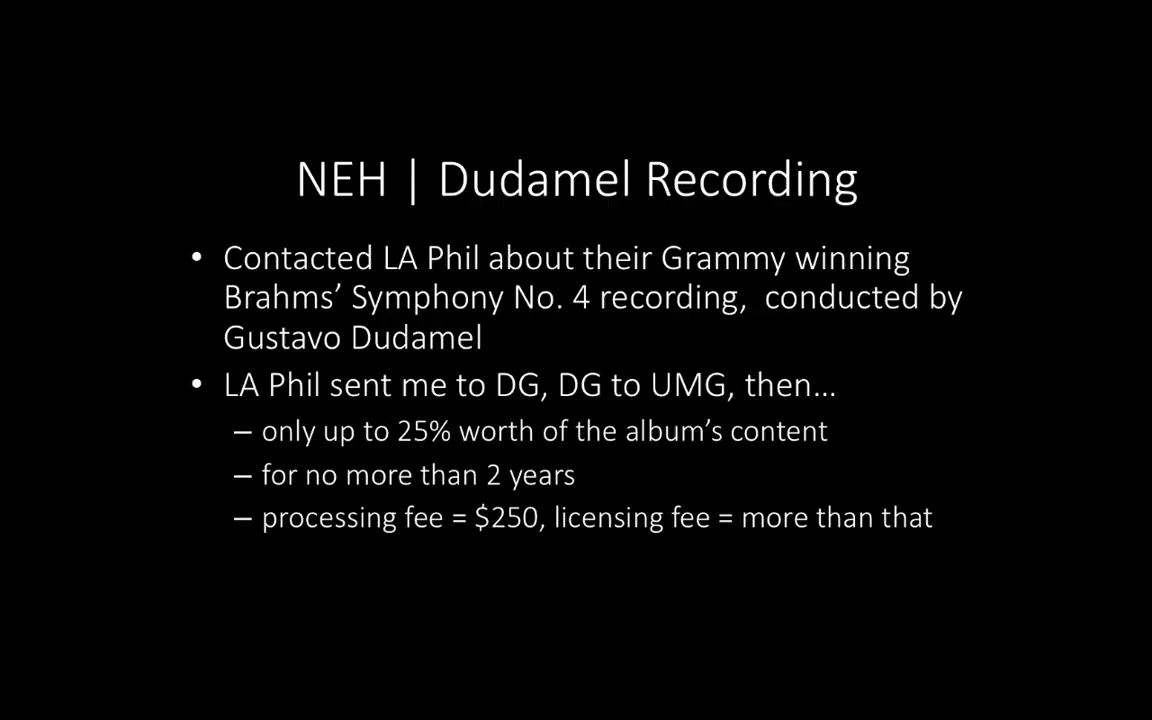 NEH | Dudamel Recording
• Contacted LA Phil about their Grammy winning
Brahms’ Symphony No. 4 recording,  conducted by
Gustavo Dudamel
• LA Phil sent me to DG, DG to UMG, then…
– only up to 25% worth of the album’s content
– for no more than 2 years
– processing fee = $250, licensing fee = more than that